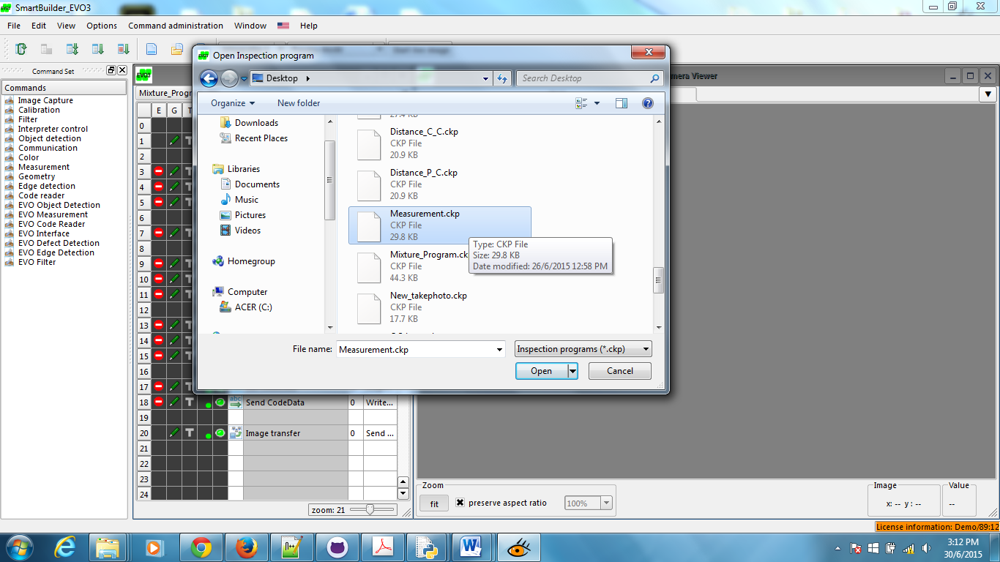 SmartBuilder_EVO3
File Edit View Options Command administration Window Help
Open Inspection program
Desktop
Search Desktop
Organize New folder
Command Set
Commands
Image Capture
Calibration
Filter
Interpreter control
Object detection
Communication
Color
Measurement
Geometry
Edge detection
Code reader
EVO Object Detection
EVO Measurement
EVO Code Reader
EVO Interface
EVO Defect Detection
EVO Edge Detection
EVO Filter
EVO3
Mixture_Progr
E G T
0
1
2
3
4
5
6
7
8
9
10
11
12
13
14
15
16
17
18 Send CodeData 0 Write...
19
20 Image transfer 0 Send ...
21
22
23
24
zoom: 21
Downloads
Recent Places
Libraries
Documents
Music
Pictures
Videos
Homegroup
Computer
ACER (C:)
27.4 KB
Distance_C_C.ckp
CKP File
20.9 KB
Distance_P_C.ckp
CKP File
20.9 KB
Measurement.ckp
CKP File
29.8 KB
Mixture_Program.ck
CKP File
44.3 KB
New_takephoto.ckp
CKP File
17.7 KB
Type: CKP File
Size: 29.8 KB
Date modified: 26/6/2015 12:58 PM
File name: Measurement.ckp
Inspection programs (*.ckp)
Open
Cancel
mera Viewer
Zoom
fit
preserve aspect ratio
100%
Image
x: -- y : --
Value
--
License information: Demo/89:12
3:12 PM
30/6/2015